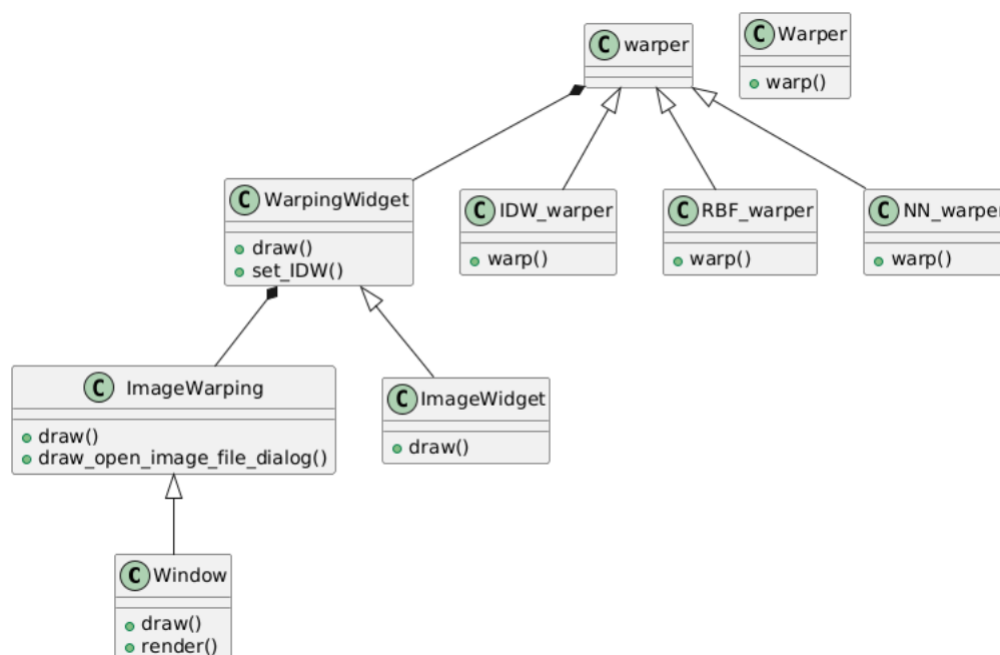 C warper
C Warper
warp()
C WarpingWidget
draw()
set_IDW()
C IDW_warper
warp()
C RBF_warper
warp()
C NN_warper
warp()
C ImageWarping
draw()
draw_open_image_file_dialog()
C ImageWidget
draw()
C Window
draw()
render()